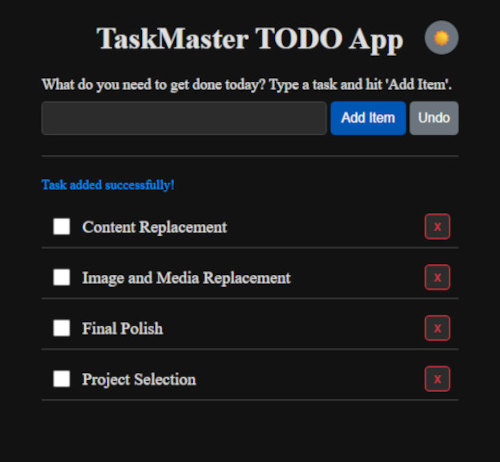 TaskMaster TODO App
What do you need to get done today? Type a task and hit 'Add Item'.
Add Item Undo
Task added successfully!
Content Replacement x
Image and Media Replacement x
Final Polish x
Project Selection x